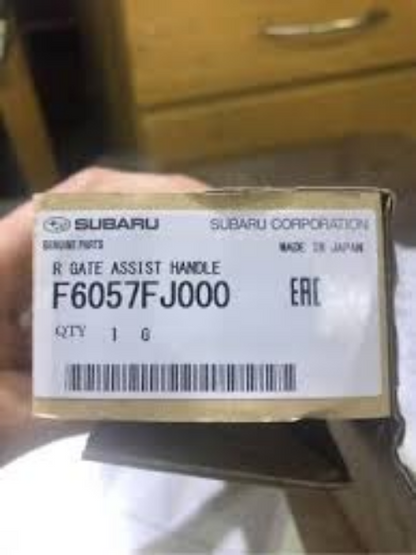 SUBARU SUBARU CORPORATION
GENUINE PARTS MADE IN JAPAN
R GATE ASSIST HANDLE
F6057FJ000 EAC
QTY 1 G